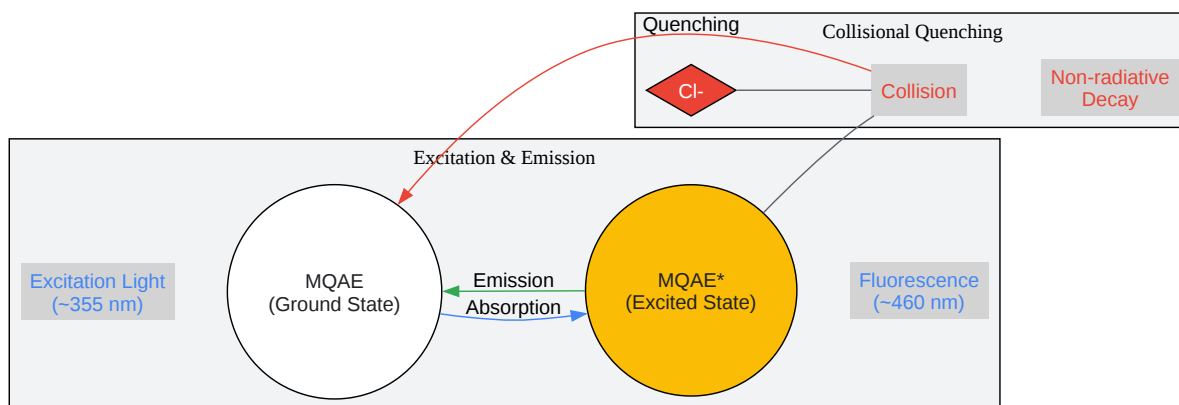 Quenching
Collisional Quenching
Cl-
Collision
Non-radiative
Decay
Excitation & Emission
Excitation Light
(~355 nm)
MQAE
(Ground State)
Emission
Absorption
MQAE*
(Excited State)
Fluorescence
(~460 nm)